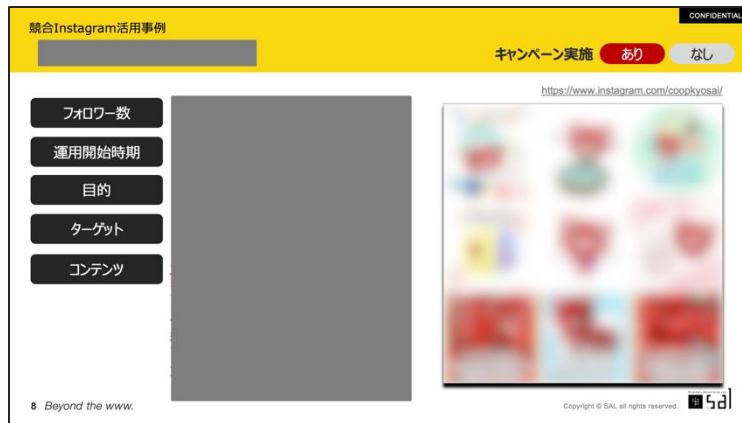 CONFIDENTIAL
競合Instagram活用事例
キャンペーン実施 あり なし
https://www.instagram.com/coopkyosai/
フォロワー数
運用開始時期
目的
ターゲット
コンテンツ
8 Beyond the www.
Copyright © SAL all rights reserved.
sal